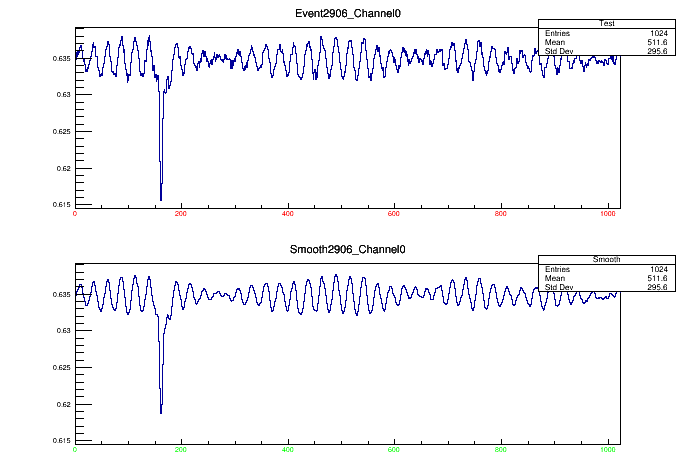 Event2906_Channel0
Test
Entries 1024
Mean 511.6
Std Dev 295.6
0.635
0.63
0.625
0.62
0.615
0 200 400 600 800 1000
Smooth2906_Channel0
Smooth
Entries 1024
Mean 511.6
Std Dev 295.6
0.635
0.63
0.625
0.62
0.615
0 200 400 600 800 1000